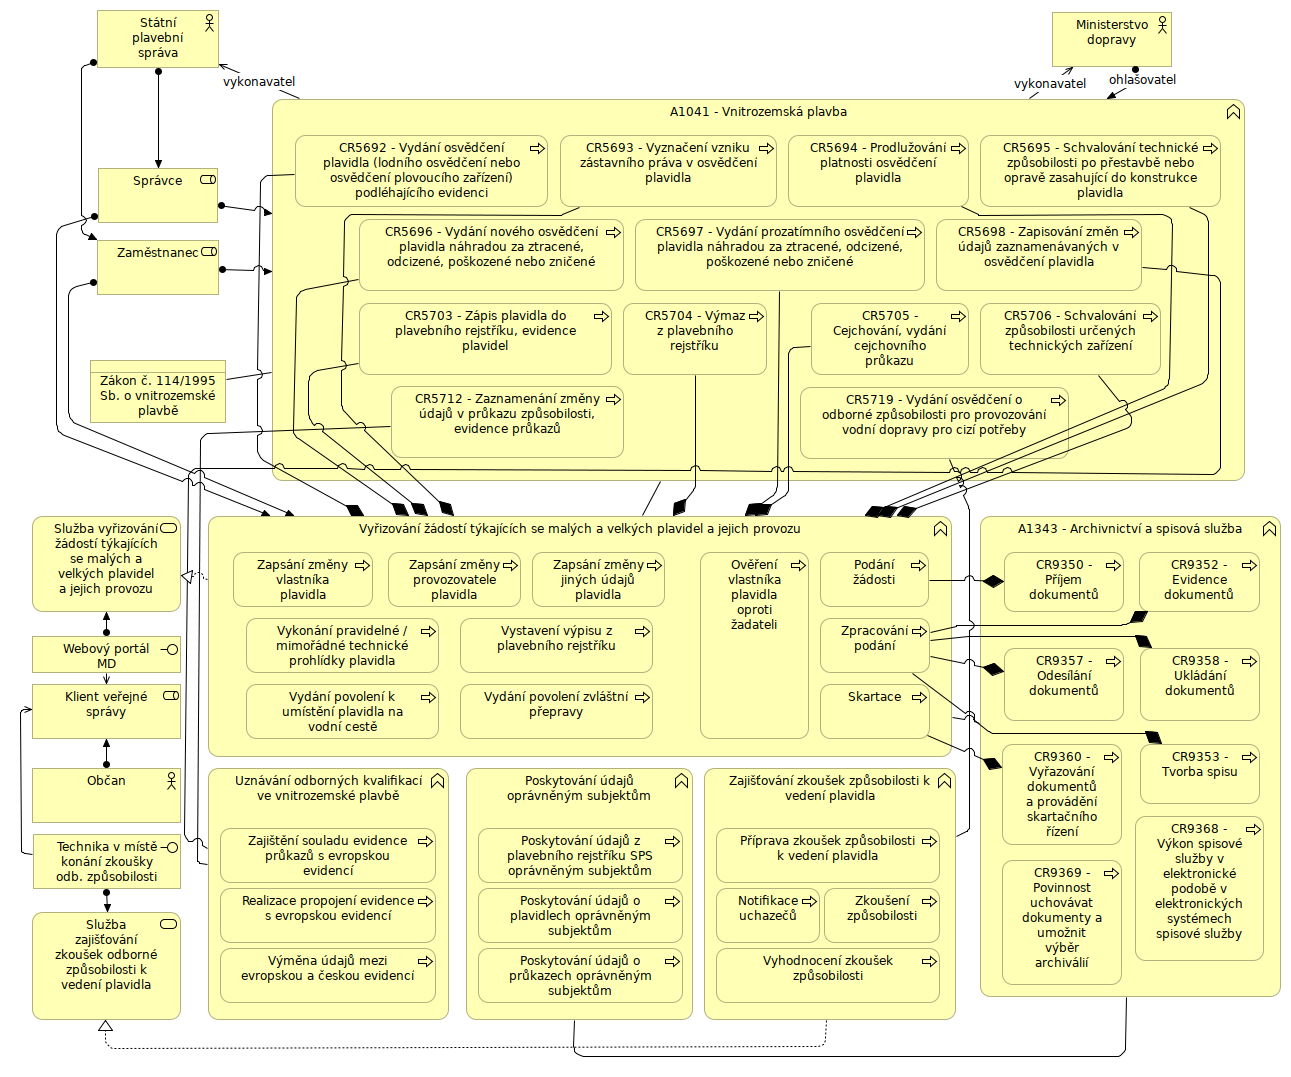 Státní
plavební
správa
Ministerstvo
dopravy
vykonavatel
vykonavatel
ohlašovatel
A1041 - Vnitrozemská plavba
CR5692 - Vydání osvědčení
plavidla (lodního osvědčení nebo
osvědčení plovoucího zařízení)
podléhajícího evidenci
CR5693 - Vyznačení vzniku
zástavního práva v osvědčení
plavidla
CR5694 - Prodlužování
platnosti osvědčení
plavidla
CR5695 - Schvalování technické
způsobilosti po přestavbě nebo
opravě zasahující do konstrukce
plavidla
Správce
Zaměstnanec
CR5696 - Vydání nového osvědčení
plavidla náhradou za ztracené,
odcizené, poškozené nebo zničené
CR5697 - Vydání prozatímního osvědčení
plavidla náhradou za ztracené, odcizené,
poškozené nebo zničené
CR5698 - Zapisování změn
údajů zaznamenávaných v
osvědčení plavidla
CR5703 - Zápis plavidla do
plavebního rejstříku, evidence
plavidel
CR5704 - Výmaz
z plavebního
rejstříku
CR5705 -
Cejchování, vydání
cejchovního
průkazu
CR5706 - Schvalování
způsobilosti určených
technických zařízení
Zákon č. 114/1995
Sb. o vnitrozemské
plavbě
CR5712 - Zaznamenání změny
údajů v průkazu způsobilosti,
evidence průkazů
CR5719 - Vydání osvědčení o
odborné způsobilosti pro provozování
vodní dopravy pro cizí potřeby
Služba vyřizování
žádostí týkajících
se malých a
velkých plavidel
a jejich provozu
Webový portál
MD
Klient veřejné
správy
Občan
Technika v místě
konání zkoušky
odb. způsobilosti
Služba
zajišťování
zkoušek odborné
způsobilosti k
vedení plavidla
Vyřizování žádostí týkajících se malých a velkých plavidel a jejich provozu
Zapsání změny
vlastníka
plavidla
Zapsání změny
provozovatele
plavidla
Zapsání změny
jiných údajů
plavidla
Ověření
vlastníka
plavidla
oproti
žadateli
Podání
žádosti
Vykonání pravidelné /
mimořádné technické
prohlídky plavidla
Vystavení výpisu z
plavebního rejstříku
Zpracování
podání
Vydání povolení k
umístění plavidla na
vodní cestě
Vydání povolení zvláštní
přepravy
Skartace
A1343 - Archivnictví a spisová služba
CR9350 -
Příjem
dokumentů
CR9352 -
Evidence
dokumentů
CR9357 -
Odesílání
dokumentů
CR9358 -
Ukládání
dokumentů
CR9360 -
Vyřazování
dokumentů
a provádění
skartačního
řízení
CR9353 -
Tvorba spisu
CR9369 -
Povinnost
uchovávat
dokumenty a
umožnit
výběr
archiválií
CR9368 -
Výkon spisové
služby v
elektronické
podobě v
elektronických
systémech
spisové služby
Uznávání odborných kvalifikací
ve vnitrozemské plavbě
Zajištění souladu evidence
průkazů s evropskou
evidencí
Realizace propojení evidence
s evropskou evidencí
Výměna údajů mezi
evropskou a českou evidencí
Poskytování údajů
oprávněným subjektům
Poskytování údajů z
plavebního rejstříku SPS
oprávněným subjektům
Poskytování údajů o
plavidlech oprávněným
subjektům
Poskytování údajů o
průkazech oprávněným
subjektům
Zajišťování zkoušek způsobilosti k
vedení plavidla
Příprava zkoušek způsobilosti
k vedení plavidla
Notifikace
uchazečů
Zkoušení
způsobilosti
Vyhodnocení zkoušek
způsobilosti